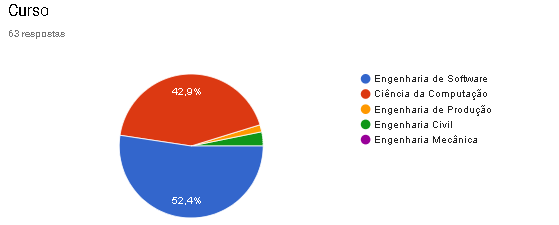 Curso
63 respostas
42,9%
52,4%
Engenharia de Software
Ciência da Computação
Engenharia de Produção
Engenharia Civil
Engenharia Mecânica